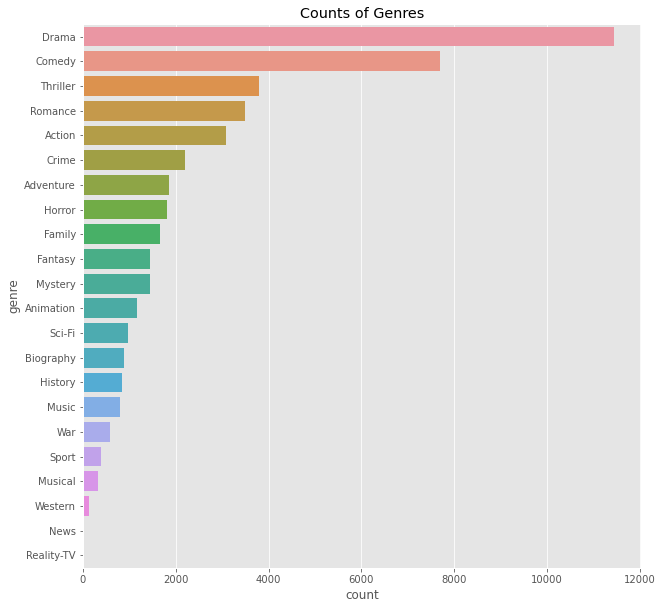 Counts of Genres
Drama
Comedy
Thriller
Romance
Action
Crime
Adventure
Horror
Family
Fantasy
Mystery
Animation
Sci-Fi
Biography
History
Music
War
Sport
Musical
Western
News
Reality-TV
genre
0 2000 4000 6000 8000 10000 12000
count